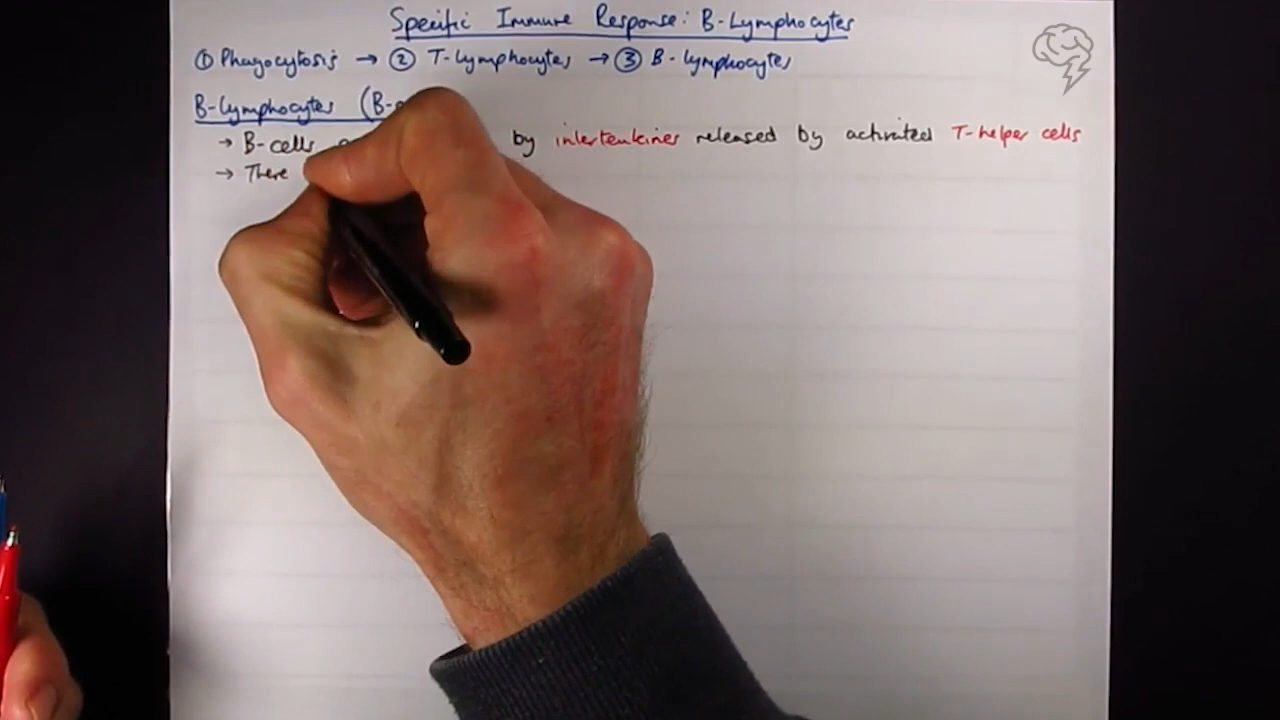 Specific Immune Response: B-Lymphocytes
① Phagocytosis → ② T-lymphocytes → ③ B-lymphocytes
B-lymphocytes (B-
→ B-cells by interleukines released by activated T-helper cells
→ There